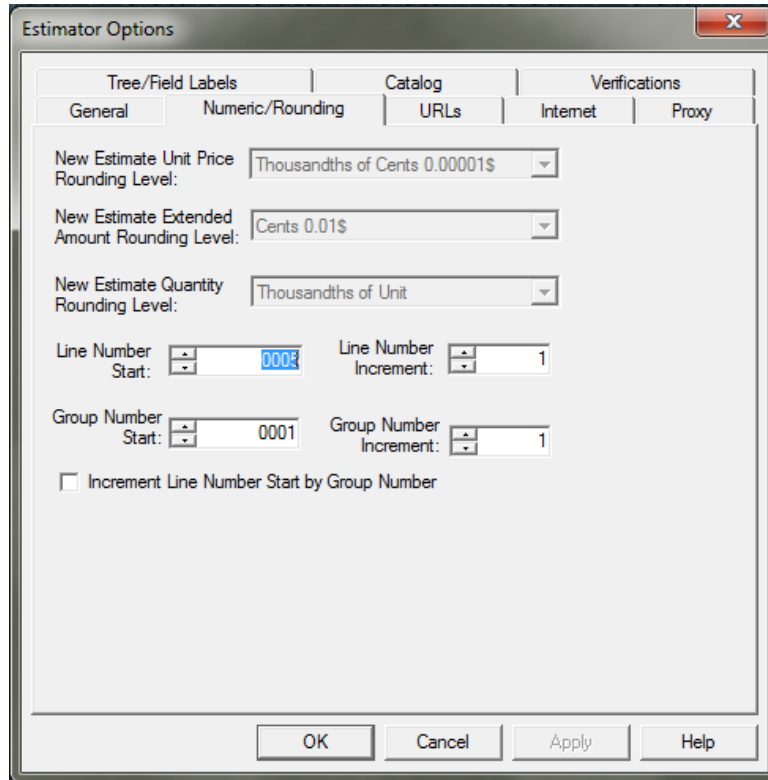 Estimator Options
Tree/Field Labels Catalog Verifications
General Numeric/Rounding URLs Internet Proxy
New Estimate Unit Price
Rounding Level:
Thousandths of Cents 0.00001$
New Estimate Extended
Amount Rounding Level:
Cents 0.01$
New Estimate Quantity
Rounding Level:
Thousandths of Unit
Line Number
Start:
0005
Line Number
Increment:
1
Group Number
Start:
0001
Group Number
Increment:
1
Increment Line Number Start by Group Number
OK Cancel Apply Help